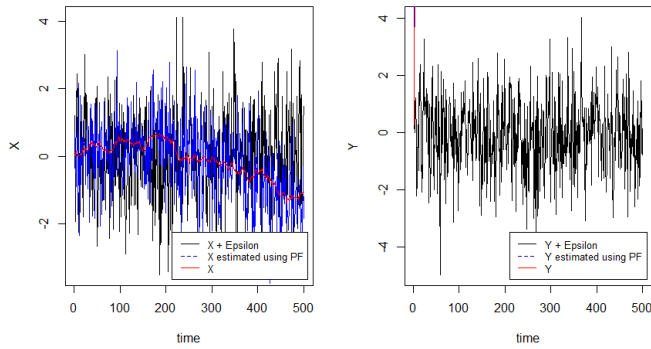 X
4
2
0
-2
0 100 200 300 400 500
time
X + Epsilon
X estimated using PF
X
Y
4
2
0
-2
-4
0 100 200 300 400 500
time
Y + Epsilon
Y estimated using PF
Y